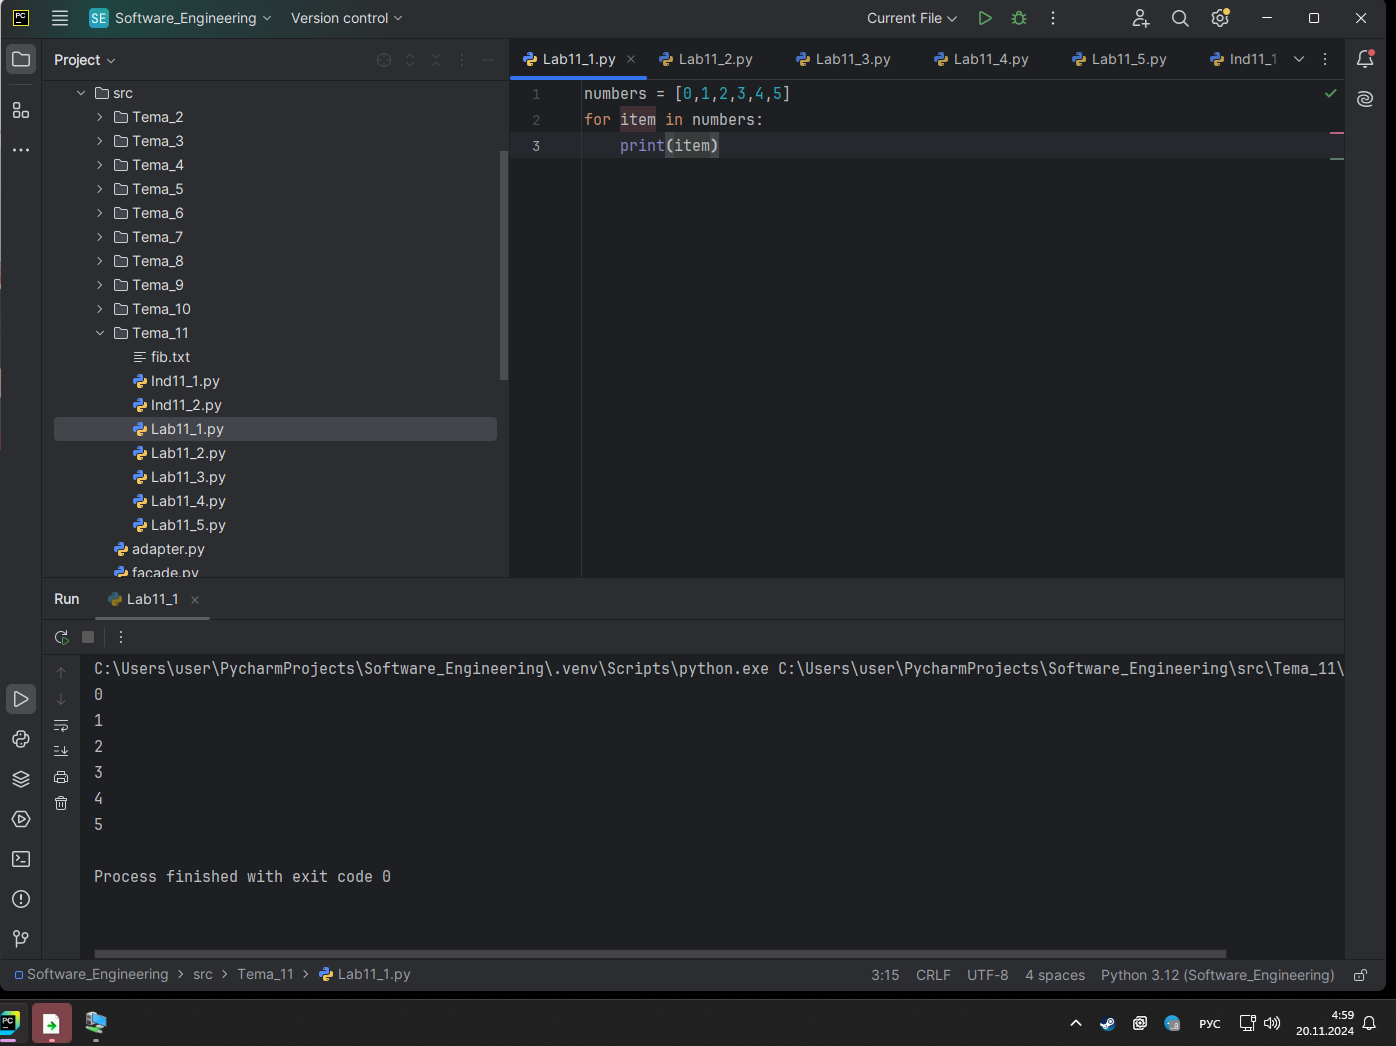 PC SE Software_Engineering Version control Current File
Project
Lab11_1.py Lab11_2.py Lab11_3.py Lab11_4.py Lab11_5.py Ind11_1
src
Tema_2
Tema_3
Tema_4
Tema_5
Tema_6
Tema_7
Tema_8
Tema_9
Tema_10
Tema_11
fib.txt
Ind11_1.py
Ind11_2.py
Lab11_1.py
Lab11_2.py
Lab11_3.py
Lab11_4.py
Lab11_5.py
adapter.py
facade.py
1 numbers = [0,1,2,3,4,5]
2 for item in numbers:
3     print(item)
Run Lab11_1
C:\Users\user\PycharmProjects\Software_Engineering\.venv\Scripts\python.exe C:\Users\user\PycharmProjects\Software_Engineering\src\Tema_11\
0
1
2
3
4
5
Process finished with exit code 0
Software_Engineering > src > Tema_11 > Lab11_1.py 3:15 CRLF UTF-8 4 spaces Python 3.12 (Software_Engineering)
PC РУС 4:59
20.11.2024